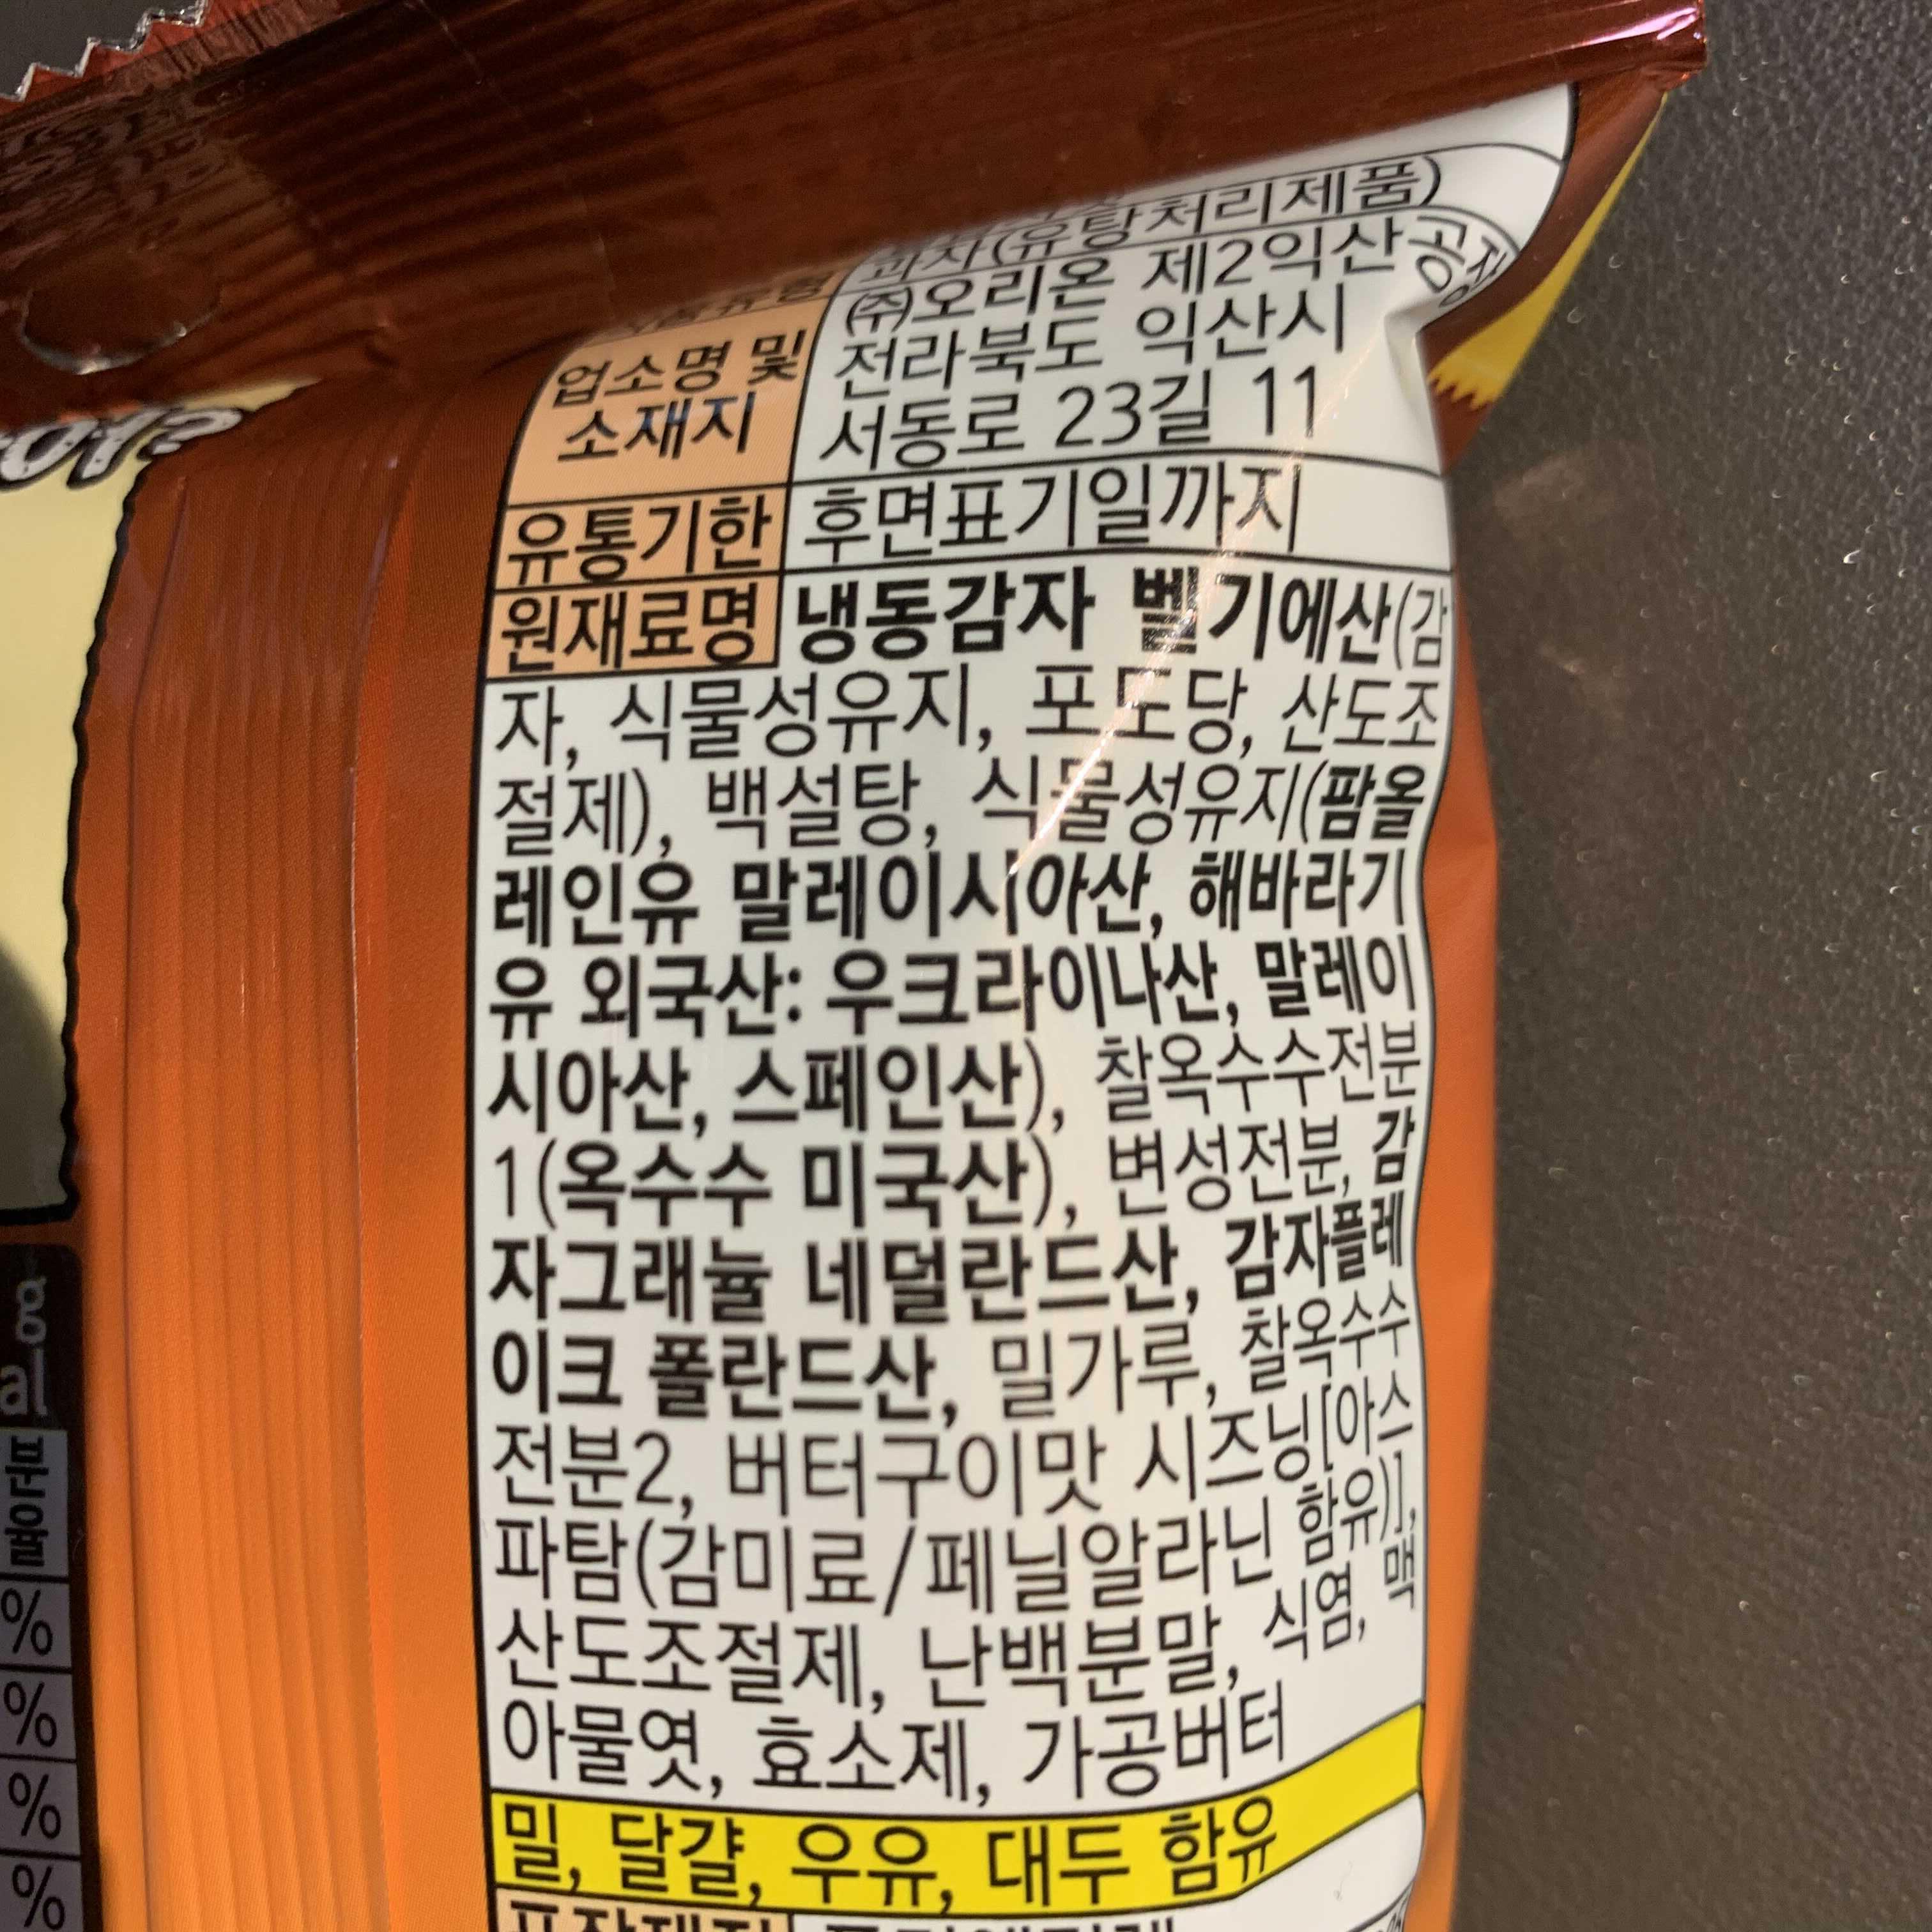 과자(유탕처리제품)
업소명 및 소재지
㈜오리온 제2익산공장
전라북도 익산시
서동로 23길 11
유통기한 후면표기일까지
원재료명 냉동감자 벨기에산(감
자, 식물성유지, 포도당, 산도조
절제), 백설탕, 식물성유지(팜올
레인유 말레이시아산, 해바라기
유 외국산: 우크라이나산, 말레이
시아산, 스페인산), 찰옥수수전분
1(옥수수 미국산), 변성전분, 감
자그래뉼 네덜란드산, 감자플레
이크 폴란드산, 밀가루, 찰옥수수
전분2, 버터구이맛 시즈닝[아스
파탐(감미료/페닐알라닌 함유)],
산도조절제, 난백분말, 식염, 맥
아물엿, 효소제, 가공버터
밀, 달걀, 우유, 대두 함유
g
al
%
%
%
%